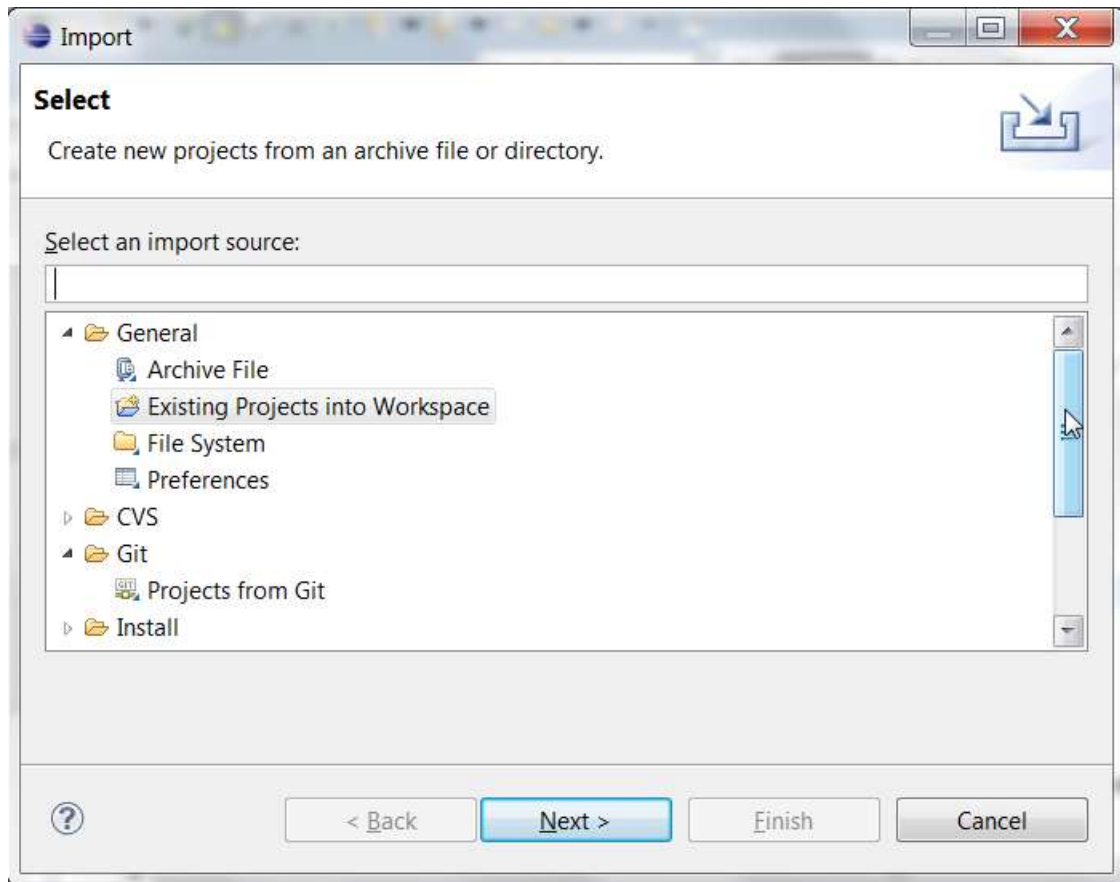 Import
Select
Create new projects from an archive file or directory.
Select an import source:
General
Archive File
Existing Projects into Workspace
File System
Preferences
CVS
Git
Projects from Git
Install
< Back Next > Finish Cancel